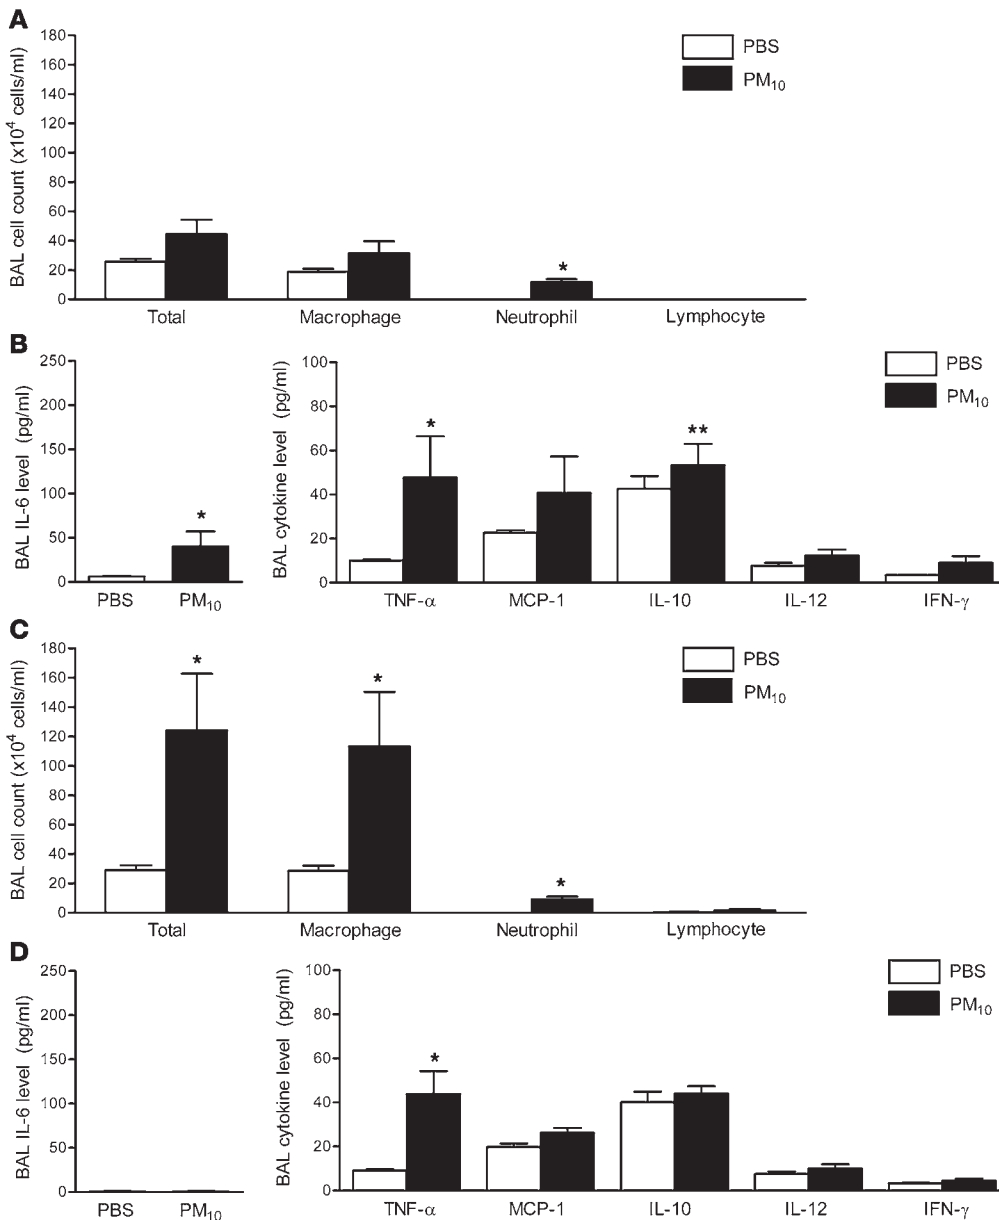 A
BAL cell count (x10⁴ cells/ml)
180
160
140
120
100
80
60
40
20
0
PBS
PM₁₀
*
Total Macrophage Neutrophil Lymphocyte
B
BAL IL-6 level (pg/ml)
250
200
150
100
50
0
*
PBS PM₁₀
BAL cytokine level (pg/ml)
100
80
60
40
20
0
PBS
PM₁₀
* **
TNF-α MCP-1 IL-10 IL-12 IFN-γ
C
BAL cell count (x10⁴ cells/ml)
180
160
140
120
100
80
60
40
20
0
PBS
PM₁₀
* * *
Total Macrophage Neutrophil Lymphocyte
D
BAL IL-6 level (pg/ml)
250
200
150
100
50
0
PBS PM₁₀
BAL cytokine level (pg/ml)
100
80
60
40
20
0
PBS
PM₁₀
*
TNF-α MCP-1 IL-10 IL-12 IFN-γ